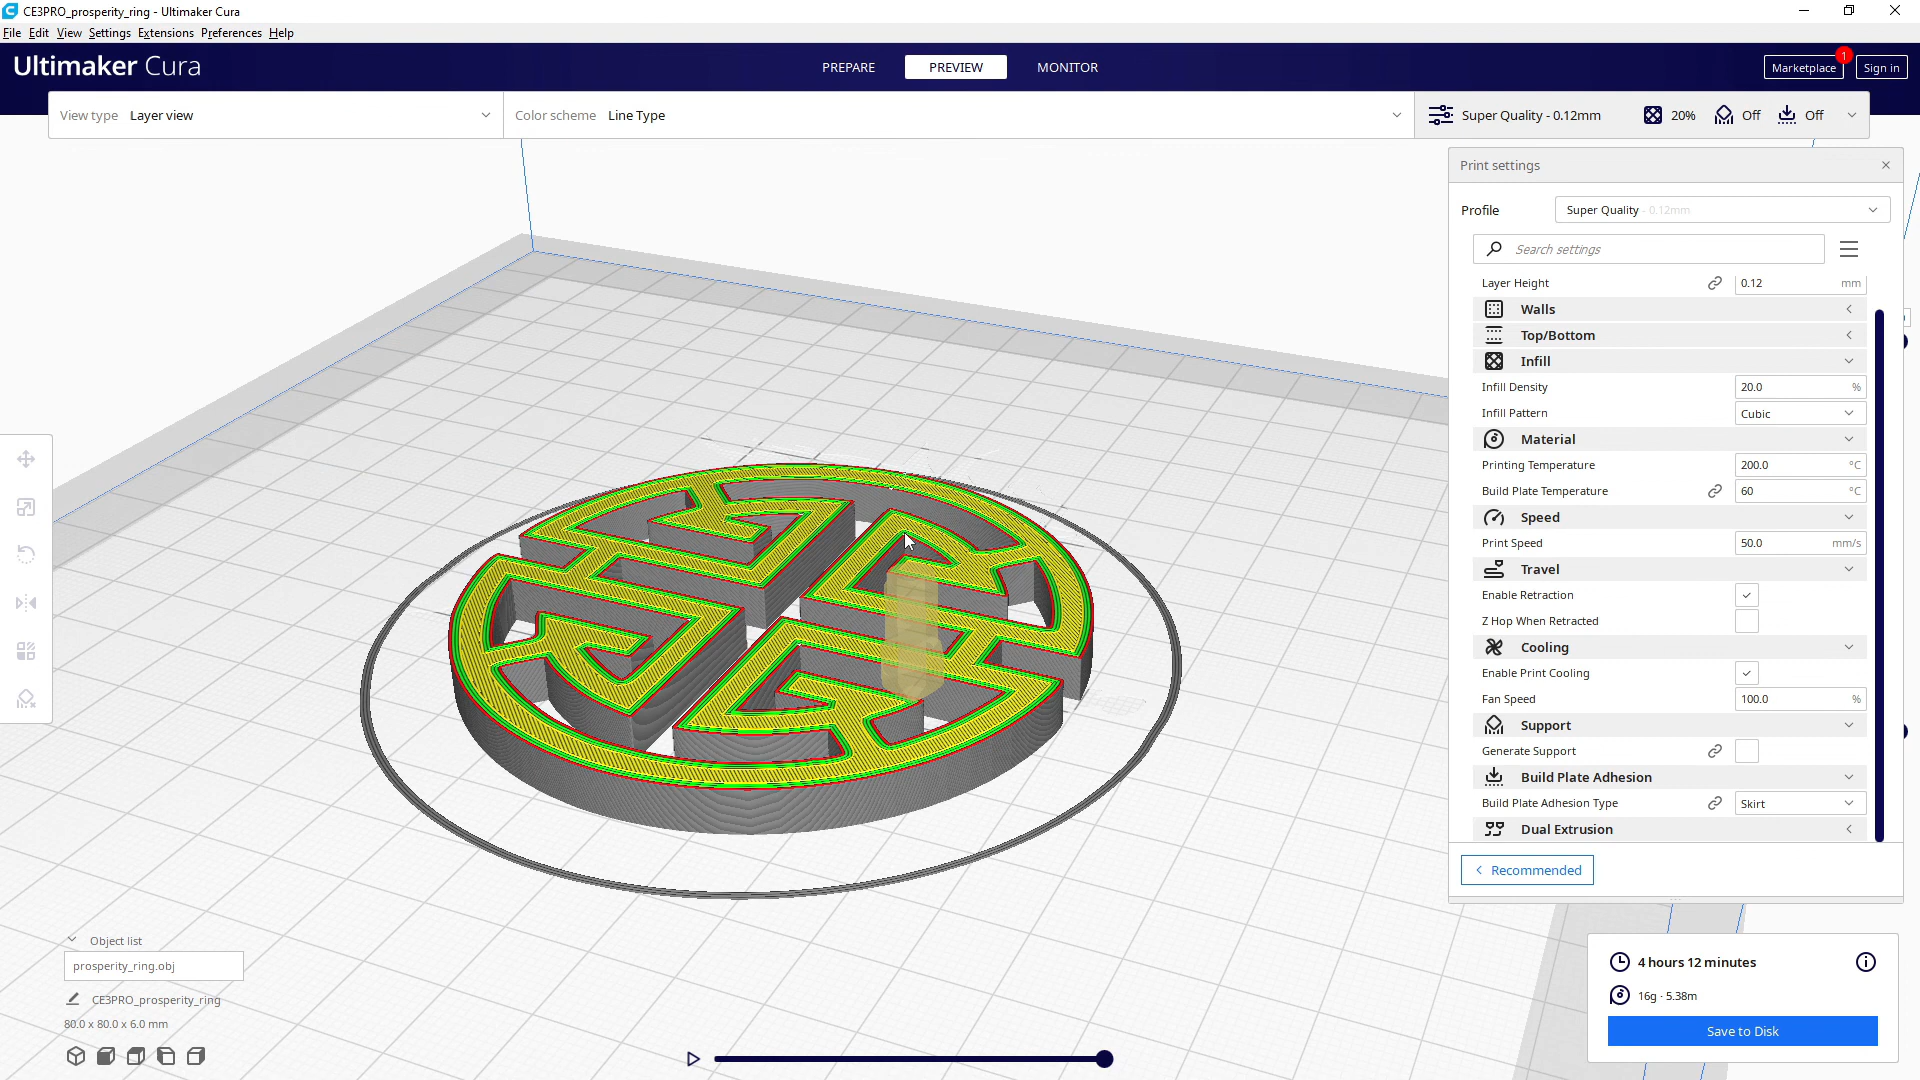 CE3PRO_prosperity_ring - Ultimaker Cura
File Edit View Settings Extensions Preferences Help
Ultimaker Cura
PREPARE
PREVIEW
MONITOR
Marketplace
1
Sign in
View type Layer view
Color scheme Line Type
Super Quality - 0.12mm
20%
Off
Off
Print settings
Profile
Super Quality - 0.12mm
Search settings
Layer Height 0.12 mm
Walls
Top/Bottom
Infill
Infill Density 20.0 %
Infill Pattern Cubic
Material
Printing Temperature 200.0 °C
Build Plate Temperature 60 °C
Speed
Print Speed 50.0 mm/s
Travel
Enable Retraction
Z Hop When Retracted
Cooling
Enable Print Cooling
Fan Speed 100.0 %
Support
Generate Support
Build Plate Adhesion
Build Plate Adhesion Type Skirt
Dual Extrusion
Recommended
Object list
prosperity_ring.obj
CE3PRO_prosperity_ring
80.0 x 80.0 x 6.0 mm
4 hours 12 minutes
16g · 5.38m
Save to Disk